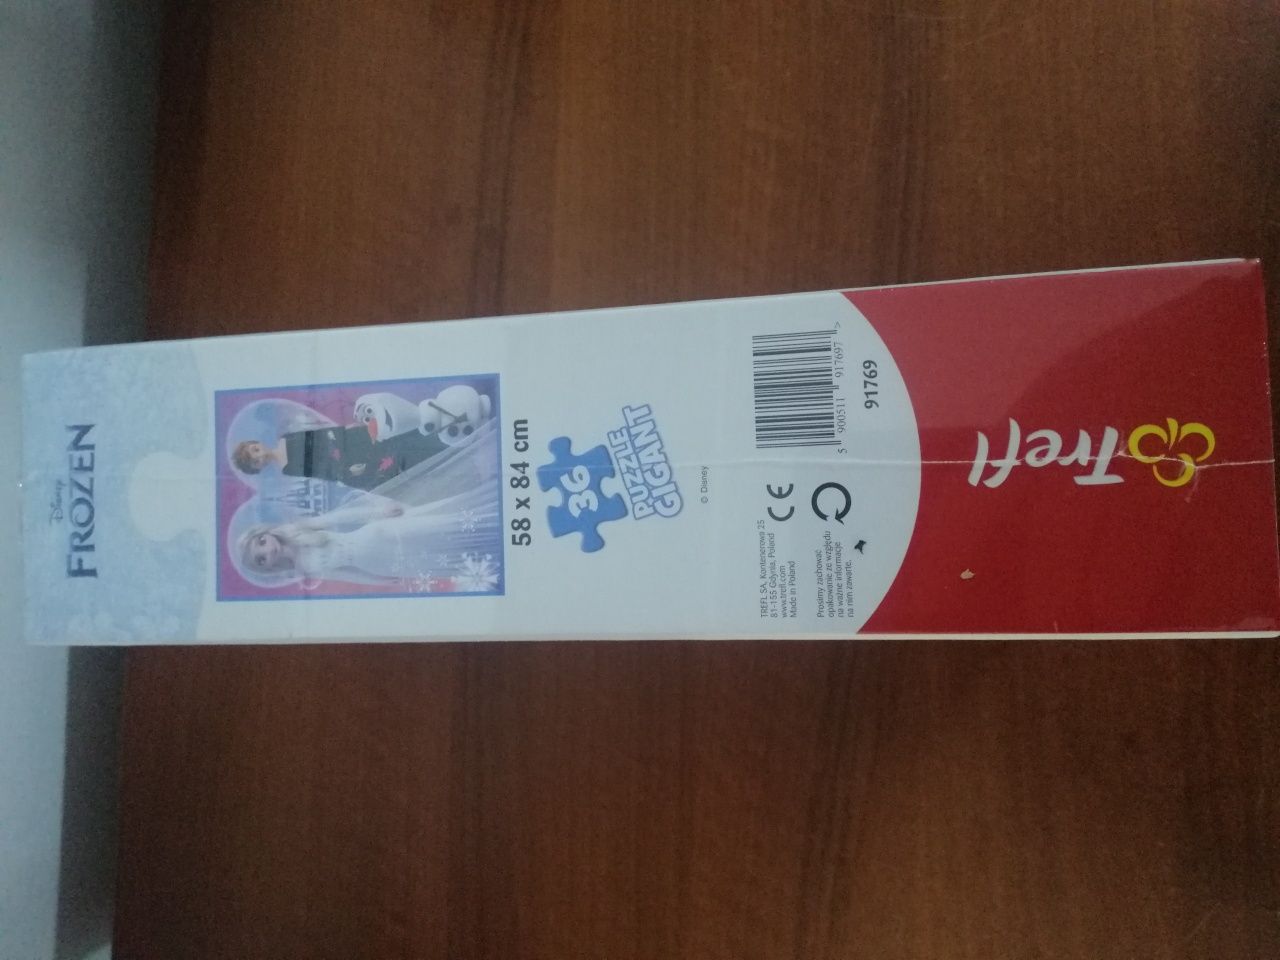 Disney
FROZEN
58 x 84 cm
36
PUZZLE
GIGANT
© Disney
TREFL SA, Kontenerowa 25
81-155 Gdynia, Poland
www.trefl.com
Made in Poland
CE
Prosimy zachować
opakowanie ze względu
na ważne informacje
na nim zawarte.
5 900511 917697 >
91769
Trefl